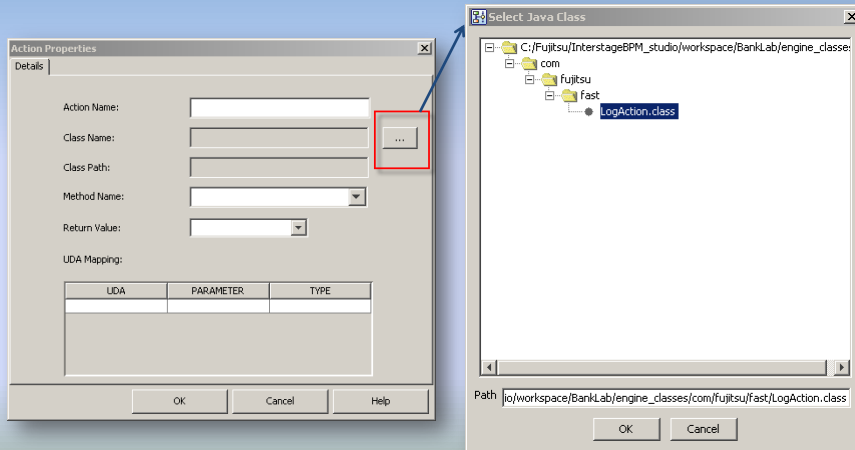 Action Properties
Details
Action Name:
Class Name:
...
Class Path:
Method Name:
Return Value:
UDA Mapping:
UDA PARAMETER TYPE
OK Cancel Help
Select Java Class
C:/Fujitsu/InterstageBPM_studio/workspace/BankLab/engine_classes
com
fujitsu
fast
LogAction.class
Path io/workspace/BankLab/engine_classes/com/fujitsu/fast/LogAction.class
OK Cancel